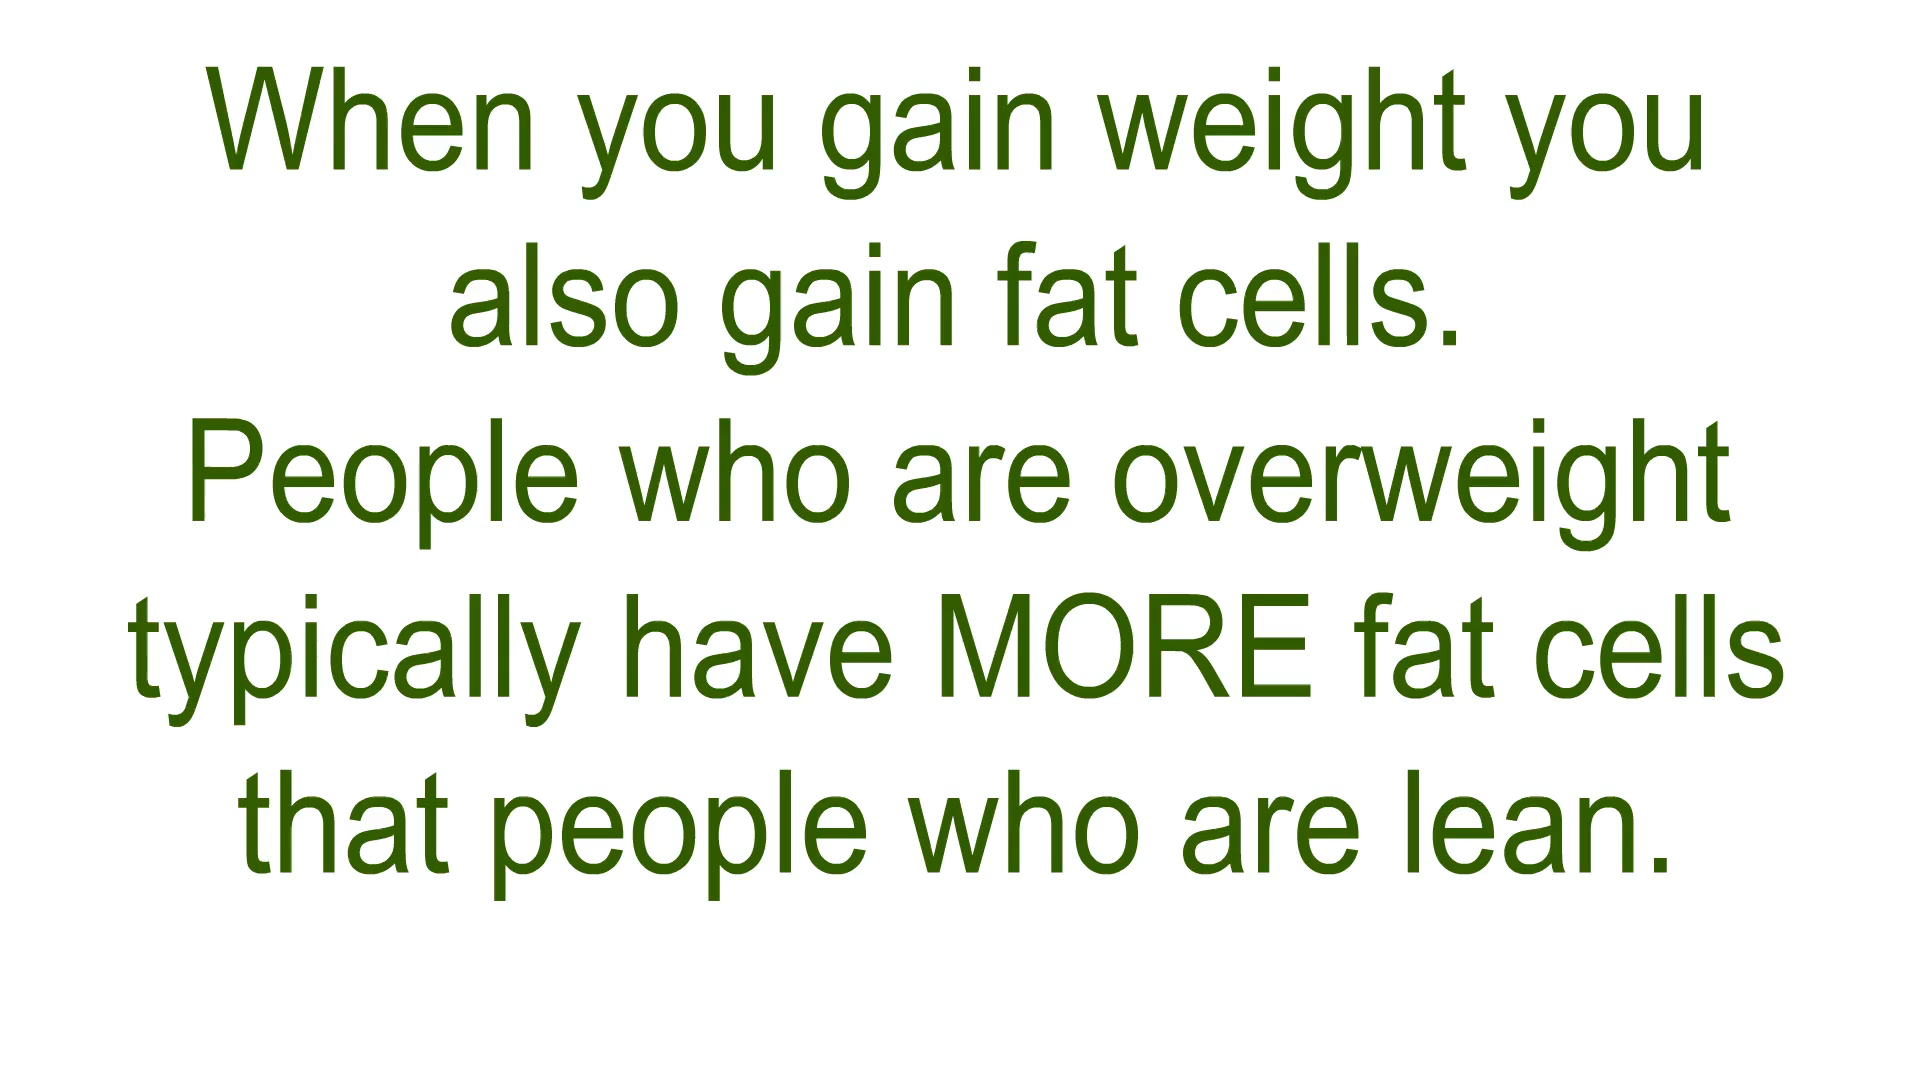 When you gain weight you
also gain fat cells.
People who are overweight
typically have MORE fat cells
that people who are lean.